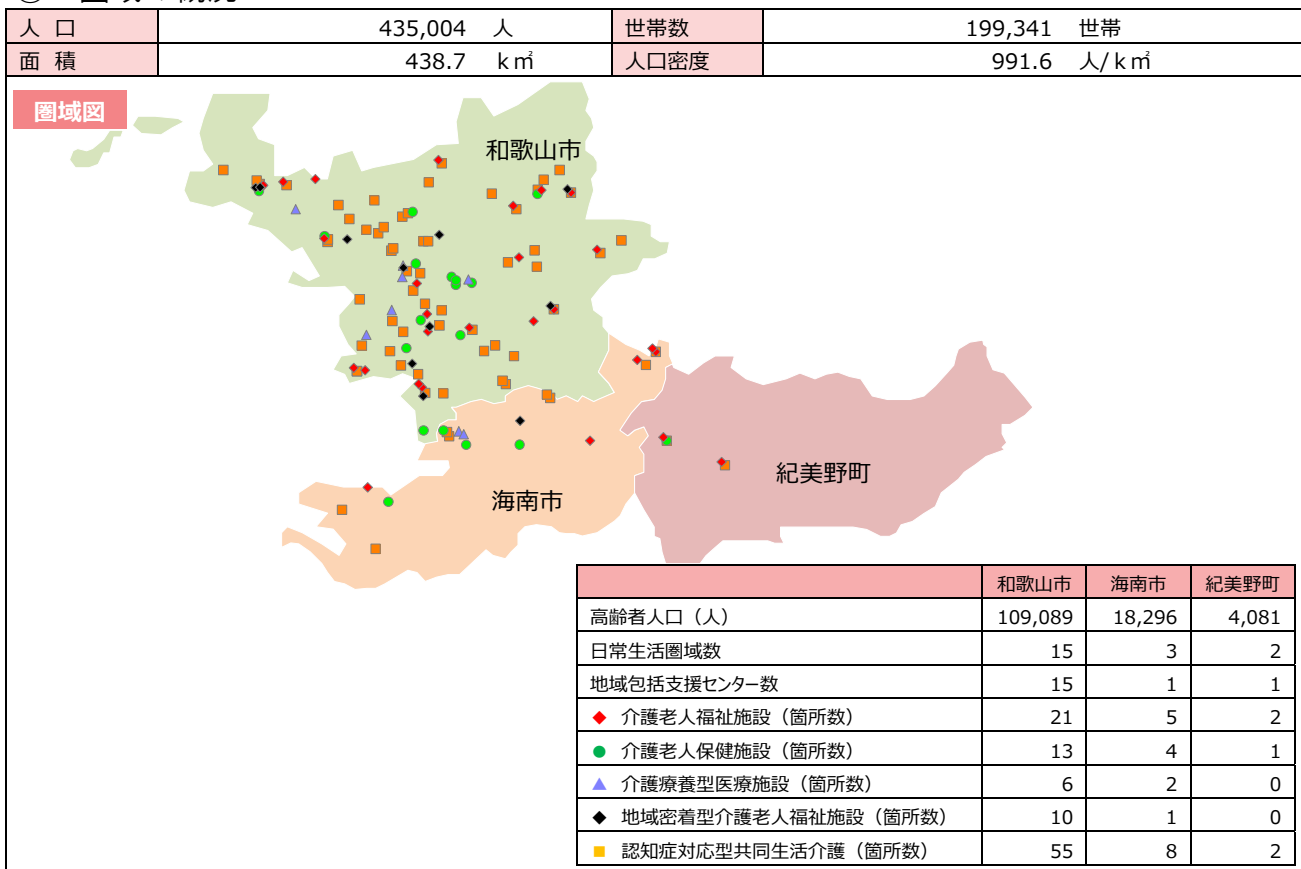 人 口 435,004 人 世帯数 199,341 世帯
面 積 438.7 k㎡ 人口密度 991.6 人/k㎡
圏域図
和歌山市
海南市
紀美野町
和歌山市 海南市 紀美野町
高齢者人口（人） 109,089 18,296 4,081
日常生活圏域数 15 3 2
地域包括支援センター数 15 1 1
◆ 介護老人福祉施設（箇所数） 21 5 2
● 介護老人保健施設（箇所数） 13 4 1
▲ 介護療養型医療施設（箇所数） 6 2 0
◆ 地域密着型介護老人福祉施設（箇所数） 10 1 0
■ 認知症対応型共同生活介護（箇所数） 55 8 2